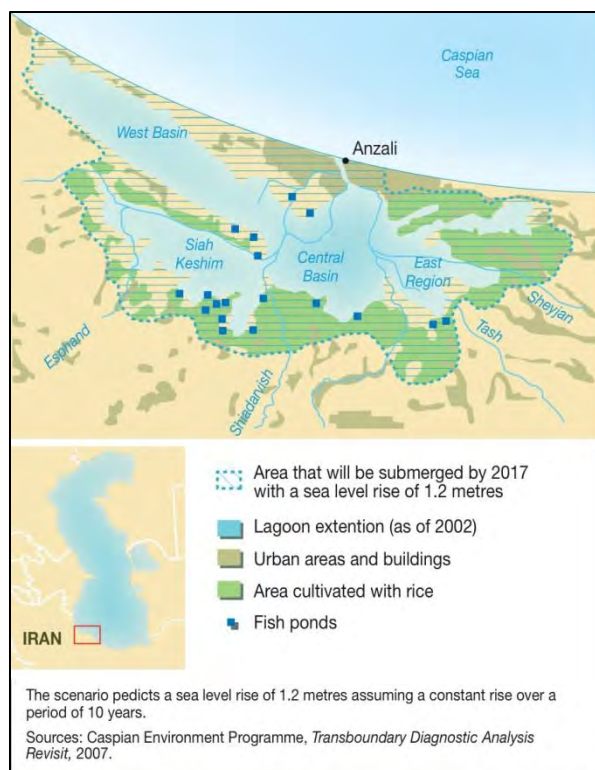 Caspian
Sea
West Basin
Anzali
Siah
Keshim
Central
Basin
East
Region
Sheyjan
Tash
Esphand
Shiadarvish
Area that will be submerged by 2017
with a sea level rise of 1.2 metres
Lagoon extention (as of 2002)
Urban areas and buildings
Area cultivated with rice
Fish ponds
IRAN
The scenario pedicts a sea level rise of 1.2 metres assuming a constant rise over a
period of 10 years.
Sources: Caspian Environment Programme, Transboundary Diagnostic Analysis
Revisit, 2007.